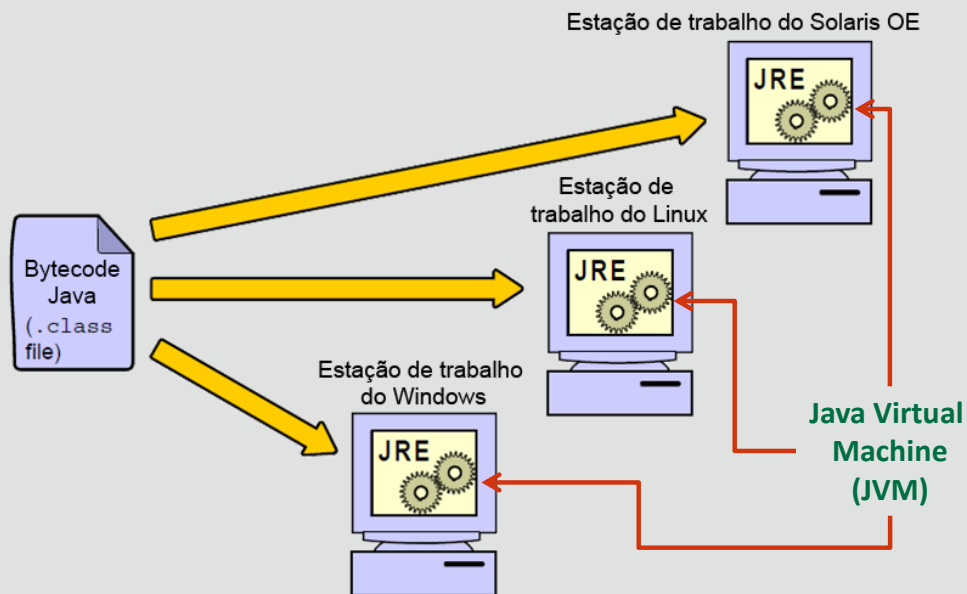 Estação de trabalho do Solaris OE
JRE
Estação de
trabalho do Linux
JRE
Bytecode
Java
(.class
file)
Estação de trabalho
do Windows
JRE
Java Virtual
Machine
(JVM)